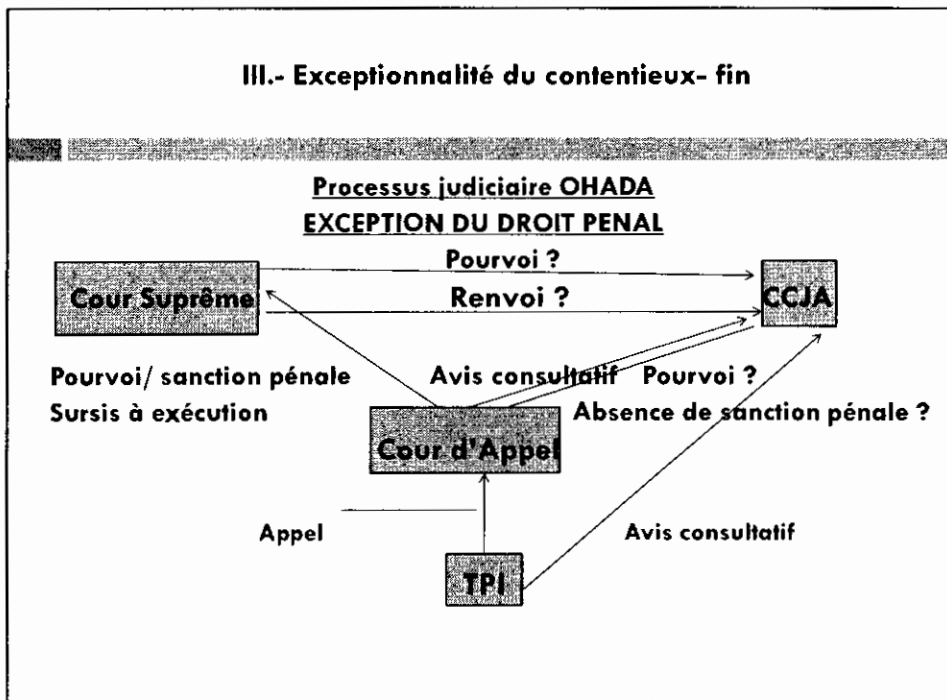 III.- Exceptionnalité du contentieux- fin
Processus judiciaire OHADA
EXCEPTION DU DROIT PENAL
Pourvoi ?
Cour Suprême
Renvoi ?
CCJA
Pourvoi/ sanction pénale
Sursis à exécution
Avis consultatif
Pourvoi ?
Absence de sanction pénale ?
Cour d'Appel
Appel
Avis consultatif
TPI